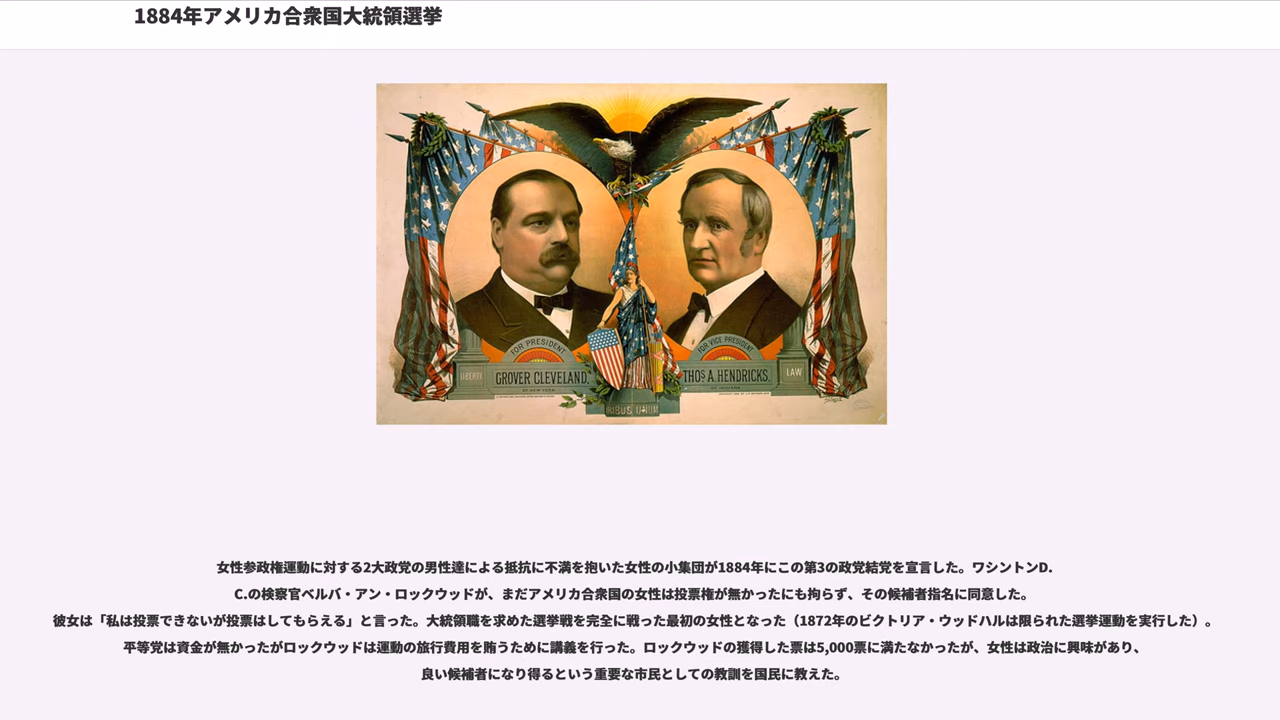 1884年アメリカ合衆国大統領選挙
FOR PRESIDENT
FOR VICE PRESIDENT
LIBERTY
GROVER CLEVELAND.
THOS A. HENDRICKS.
LAW
OF NEW YORK
OF INDIANA
RIBUS UNUM
女性参政権運動に対する2大政党の男性達による抵抗に不満を抱いた女性の小集団が1884年にこの第3の政党結党を宣言した。ワシントンD.
C.の検察官ベルバ・アン・ロックウッドが、まだアメリカ合衆国の女性は投票権が無かったにも拘らず、その候補者指名に同意した。
彼女は「私は投票できないが投票はしてもらえる」と言った。大統領職を求めた選挙戦を完全に戦った最初の女性となった（1872年のビクトリア・ウッドハルは限られた選挙運動を実行した）。
平等党は資金が無かったがロックウッドは運動の旅行費用を賄うために講義を行った。ロックウッドの獲得した票は5,000票に満たなかったが、女性は政治に興味があり、
良い候補者になり得るという重要な市民としての教訓を国民に教えた。